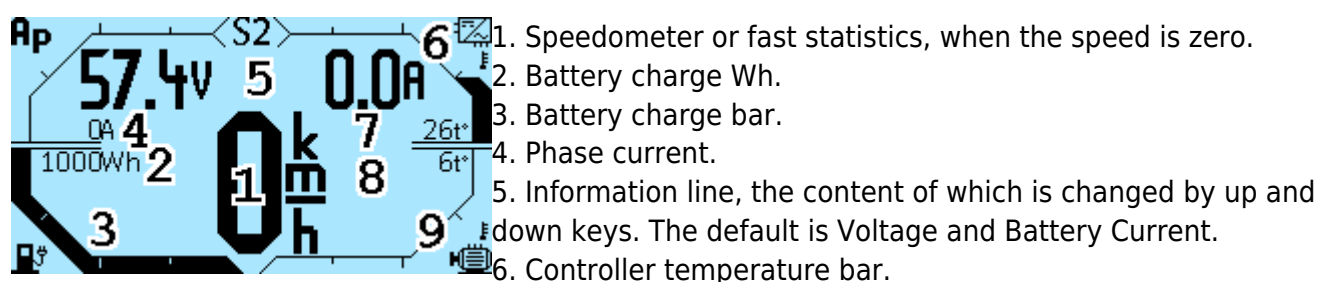 Ap
S2
6
57.4V
5
0.0A
0A
4
7
26t°
1000Wh
2
0
1
km/h
8
6t°
3
9
1. Speedometer or fast statistics, when the speed is zero.
2. Battery charge Wh.
3. Battery charge bar.
4. Phase current.
5. Information line, the content of which is changed by up and
down keys. The default is Voltage and Battery Current.
6. Controller temperature bar.